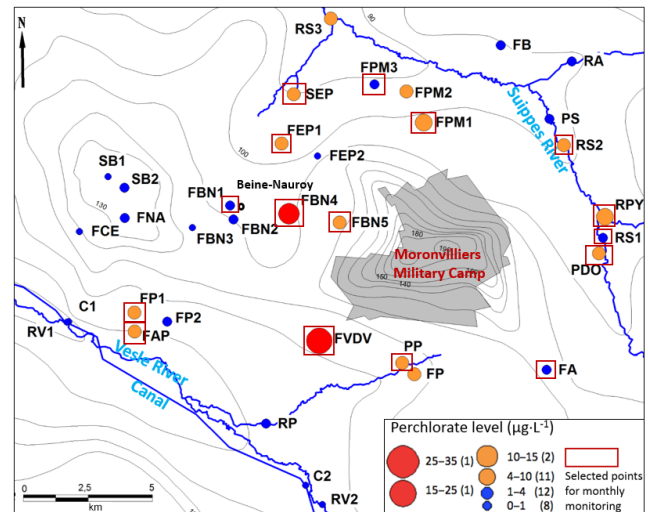 N
RS3
80
FB
RA
FPM3
SEP
FPM2
PS
Suippes River
FPM1
FEP1
RS2
100
FEP2
SB1
SB2
Beine-Nauroy
FBN1
FBN4
RPY
130
FNA
FBN2
FBN5
180
RS1
FCE
FBN3
Moronvilliers
Military Camp
190
PDO
160
140
FP1
C1
FP2
RV1
FAP
FVDV
PP
Vesle River
FP
FA
Canal
RP
Perchlorate level (µg·L⁻¹)
25–35 (1)
10–15 (2)
4–10 (11)
Selected points
15–25 (1)
1–4 (12)
for monthly
0–1 (8)
monitoring
C2
RV2
0
2,5
5
km